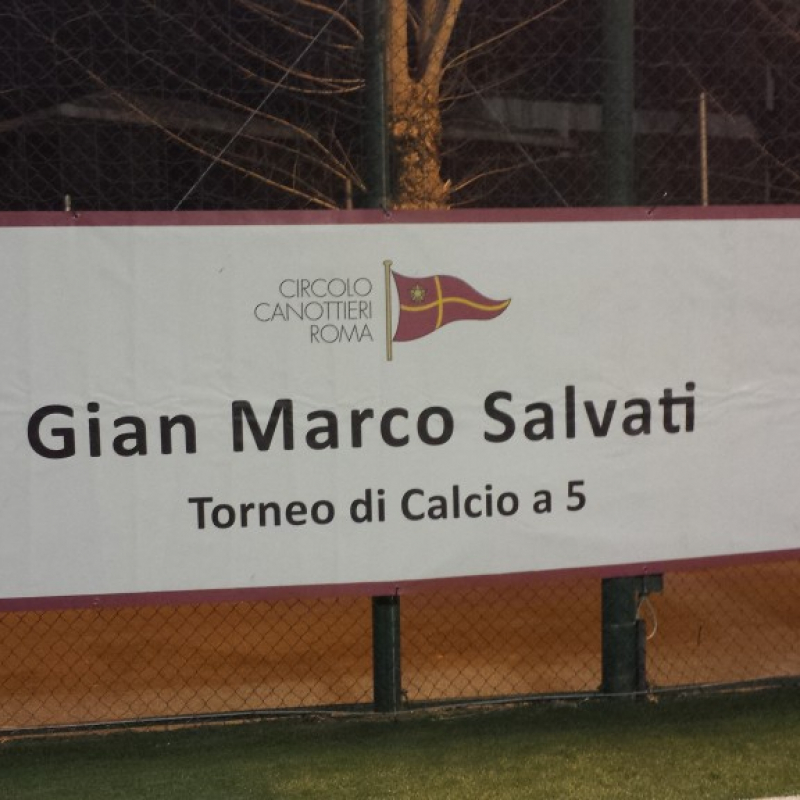 CIRCOLO
CANOTTIERI
ROMA
Gian Marco Salvati
Torneo di Calcio a 5